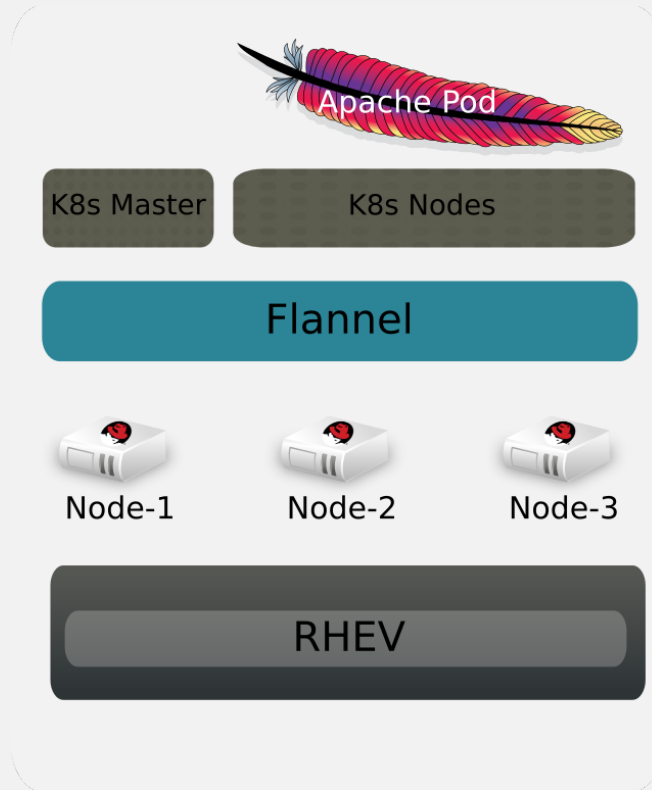 Apache Pod
K8s Master
K8s Nodes
Flannel
Node-1
Node-2
Node-3
RHEV